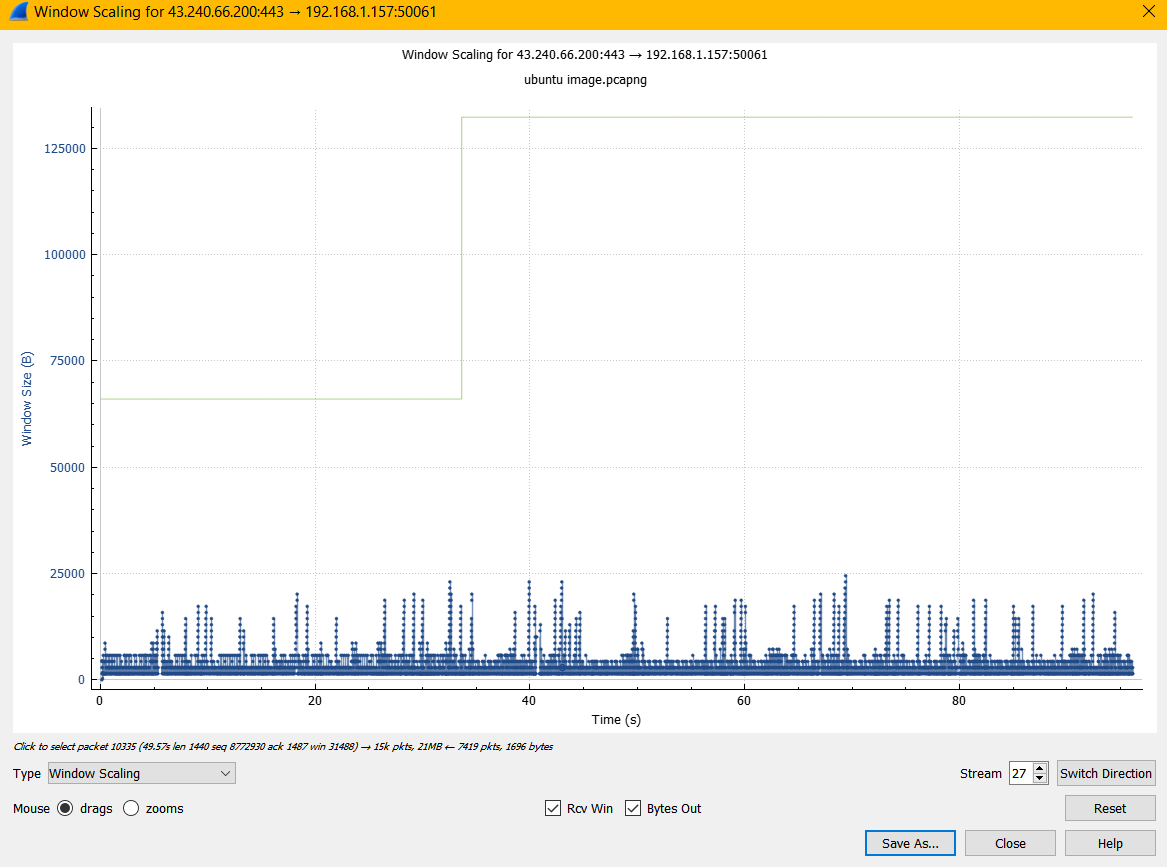 Window Scaling for 43.240.66.200:443 → 192.168.1.157:50061
Window Scaling for 43.240.66.200:443 → 192.168.1.157:50061
ubuntu image.pcapng
125000
100000
75000
50000
25000
0
Window Size (B)
0 20 40 60 80
Time (s)
Click to select packet 10335 (49.57s len 1440 seq 8772930 ack 1487 win 31488) → 15k pkts, 21MB ← 7419 pkts, 1696 bytes
Type Window Scaling Stream 27 Switch Direction
Mouse drags zooms Rcv Win Bytes Out Reset
Save As... Close Help